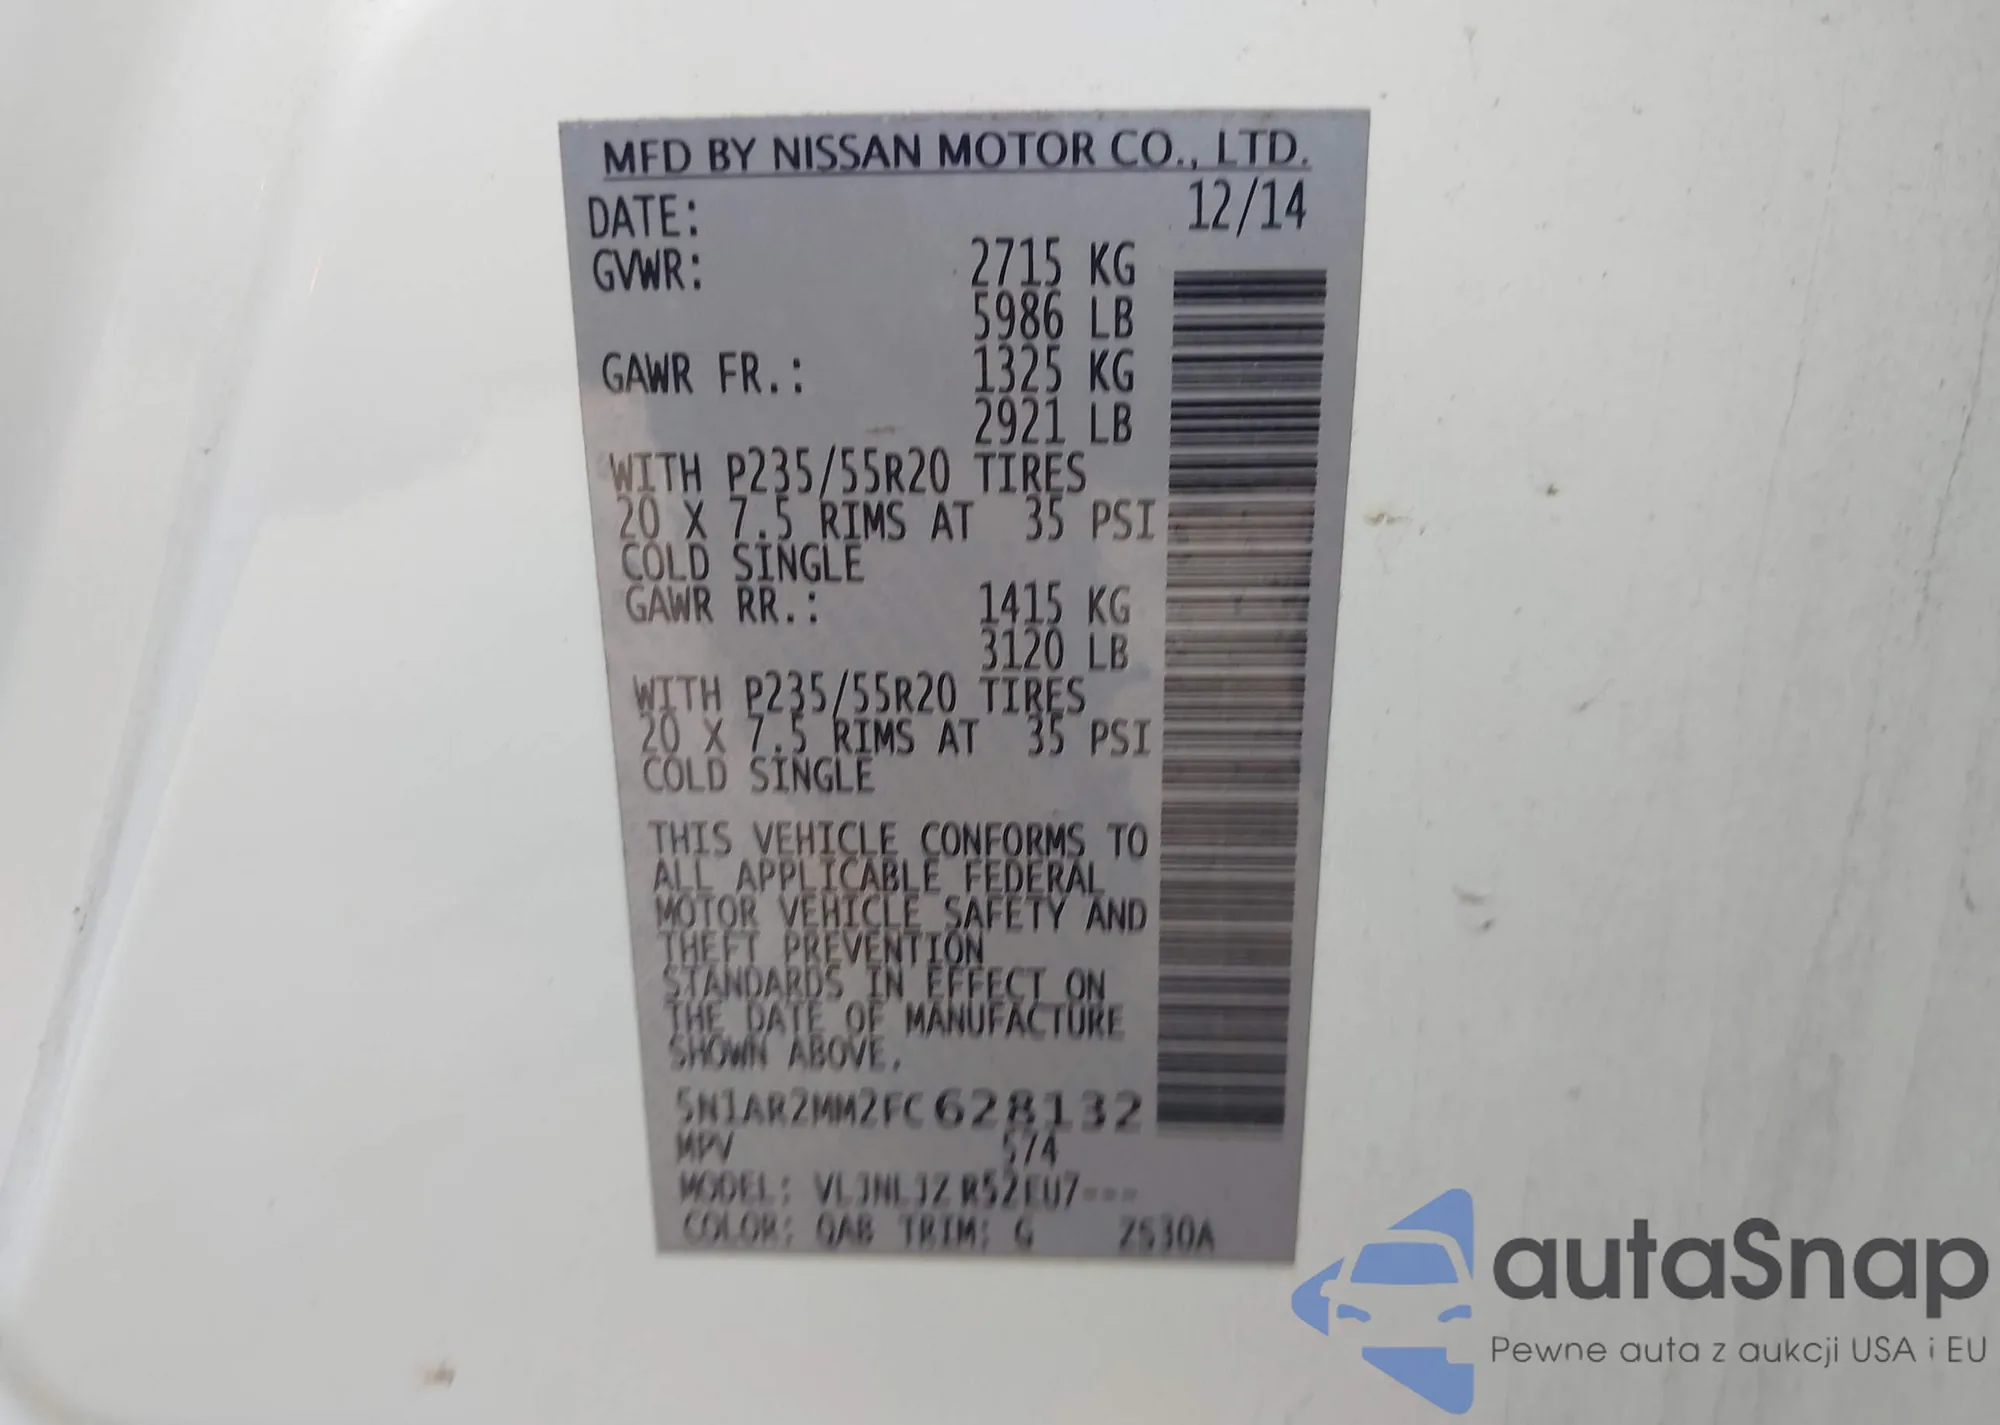 MFD BY NISSAN MOTOR CO., LTD.
DATE: 12/14
GVWR: 2715 KG
5986 LB
GAWR FR.: 1325 KG
2921 LB
WITH P235/55R20 TIRES
20 X 7.5 RIMS AT 35 PSI
COLD SINGLE
GAWR RR.: 1415 KG
3120 LB
WITH P235/55R20 TIRES
20 X 7.5 RIMS AT 35 PSI
COLD SINGLE
THIS VEHICLE CONFORMS TO
ALL APPLICABLE FEDERAL
MOTOR VEHICLE SAFETY AND
THEFT PREVENTION
STANDARDS IN EFFECT ON
THE DATE OF MANUFACTURE
SHOWN ABOVE.
5N1AR2MM2FC628132
MPV 574
MODEL: VLJNLJZ R52EU7---
COLOR: QAB TRIM: G ZS30A
autaSnap
Pewne auta z aukcji USA i EU